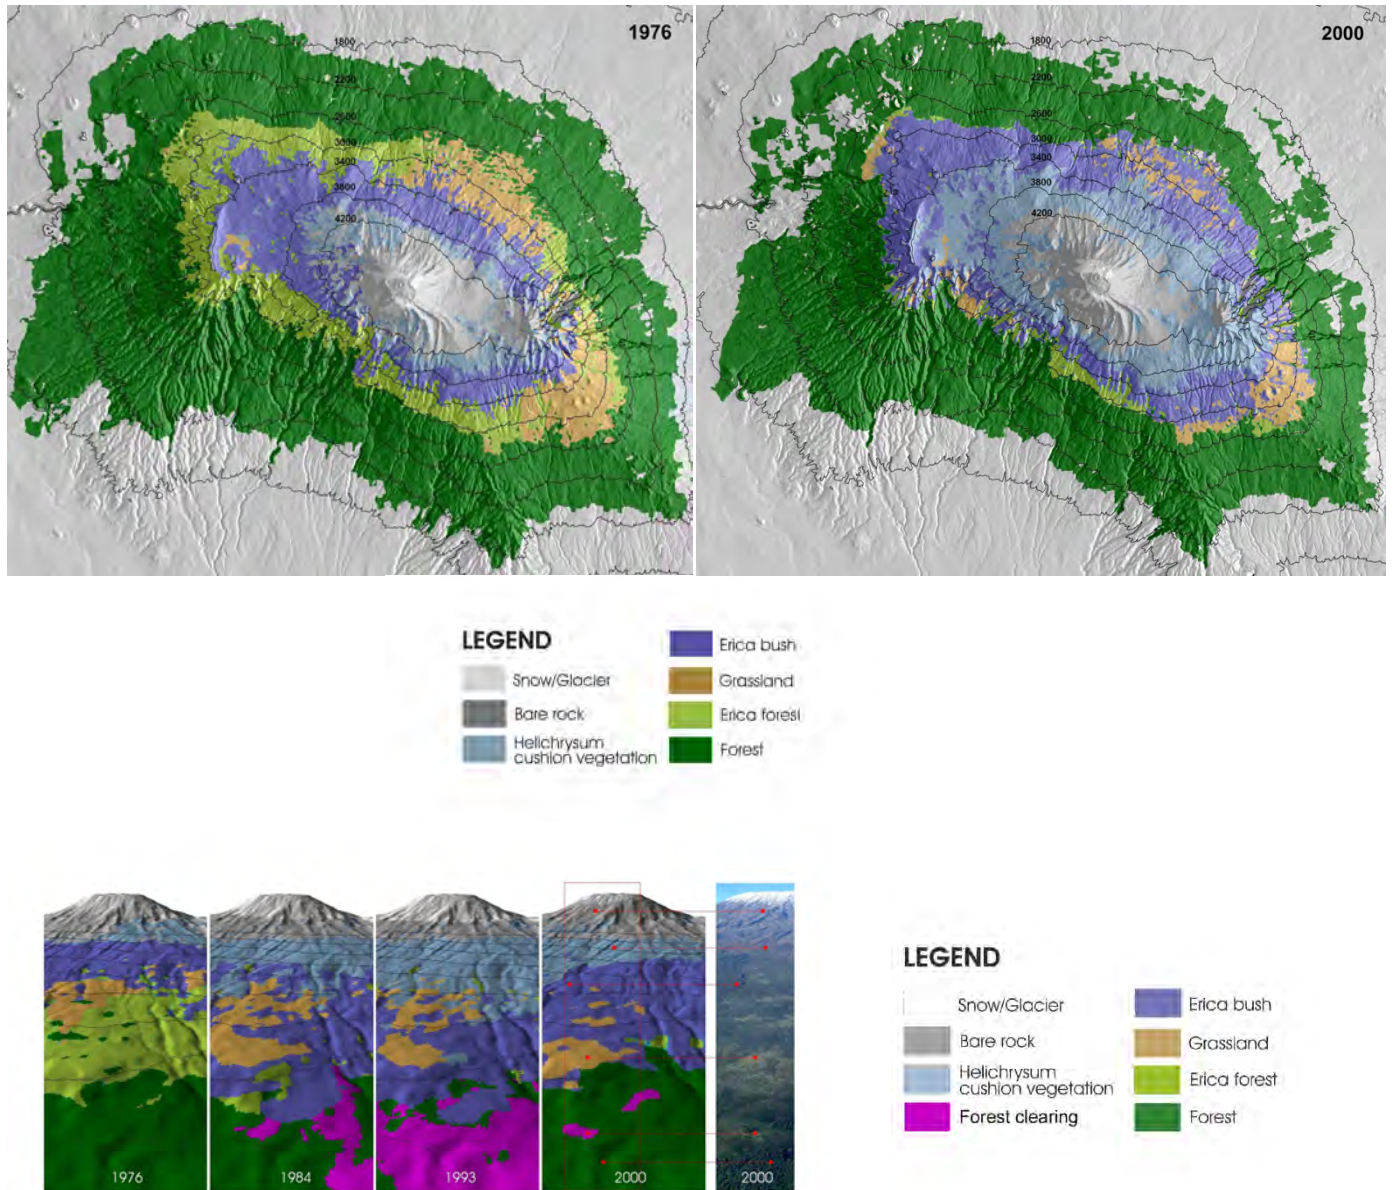 1976
1800
2200
2600
3000
3400
3800
4200
2000
1800
2200
2600
3000
3400
3800
4200
LEGEND
Snow/Glacier
Bare rock
Helichrysum
cushion vegetation
Erica bush
Grassland
Erica forest
Forest
1976
1984
1993
2000
2000
LEGEND
Snow/Glacier
Bare rock
Helichrysum
cushion vegetation
Forest clearing
Erica bush
Grassland
Erica forest
Forest